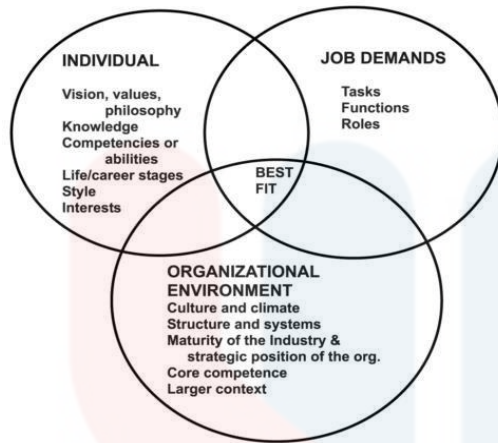 INDIVIDUAL
Vision, values,
philosophy
Knowledge
Competencies or
abilities
Life/career stages
Style
Interests
JOB DEMANDS
Tasks
Functions
Roles
BEST
FIT
ORGANIZATIONAL
ENVIRONMENT
Culture and climate
Structure and systems
Maturity of the Industry &
strategic position of the org.
Core competence
Larger context